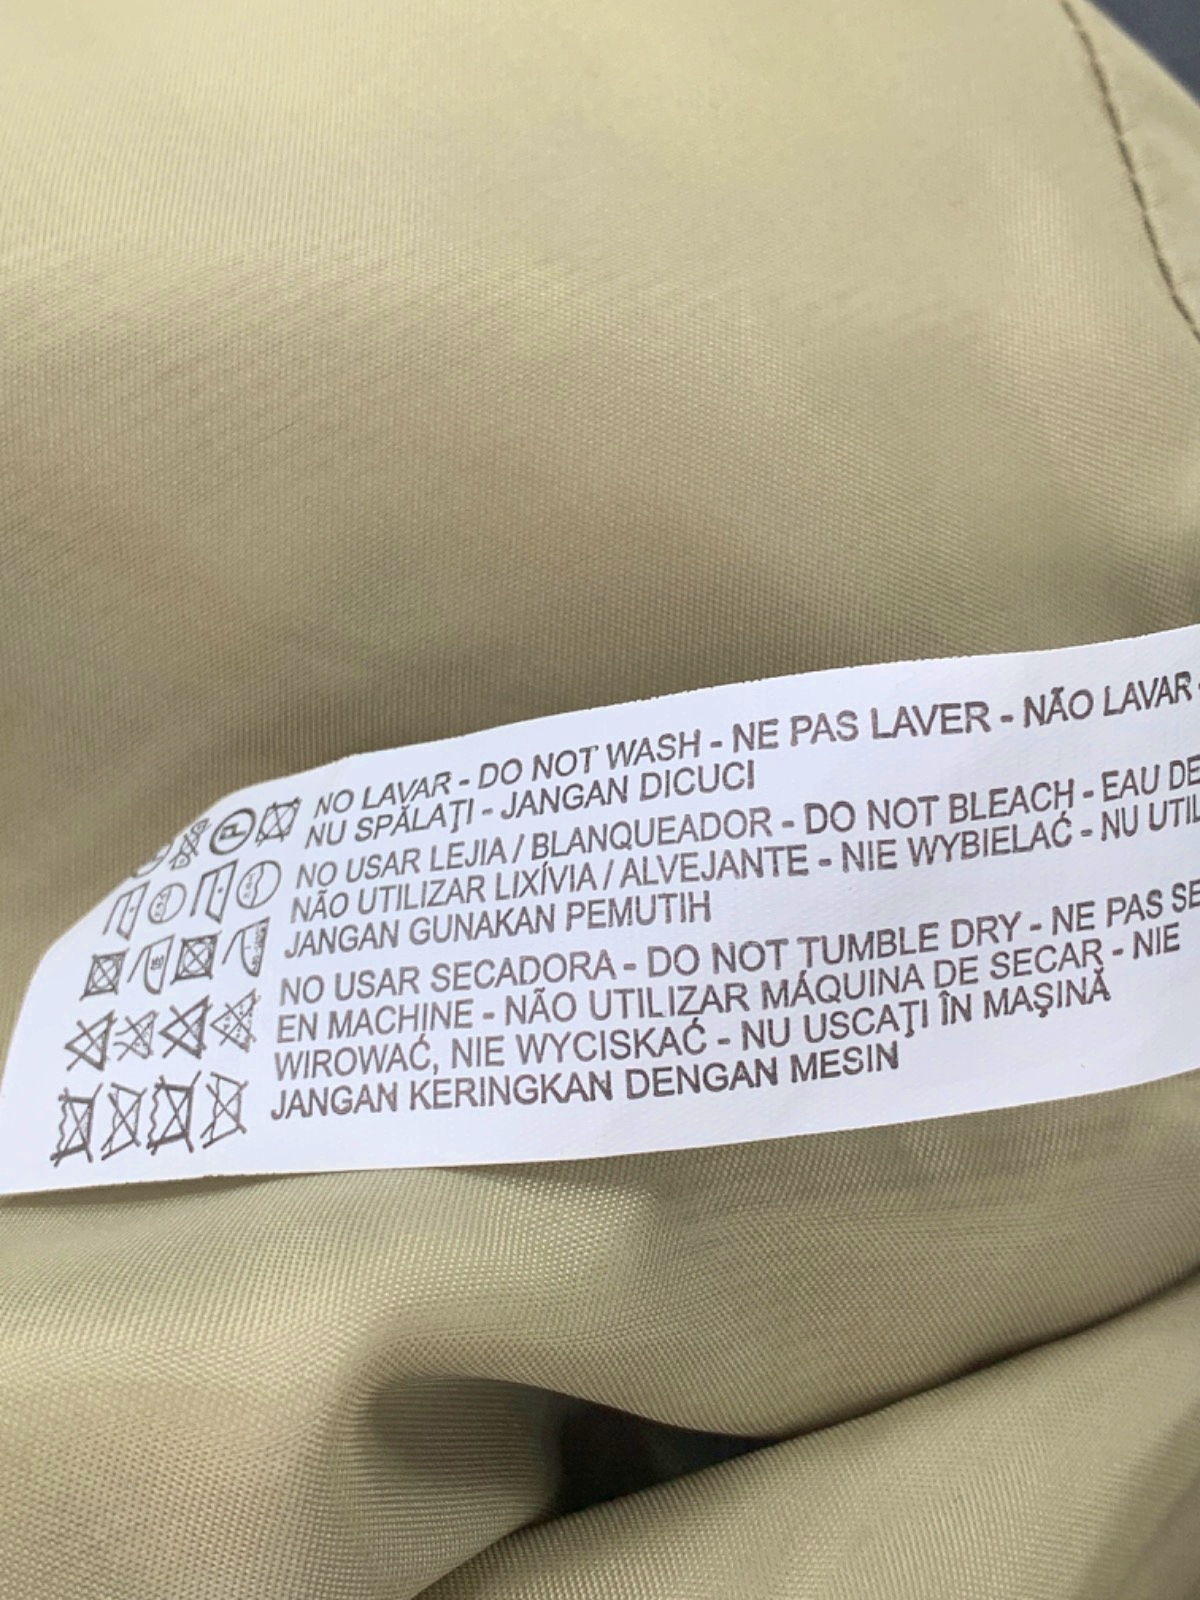 NO LAVAR - DO NOT WASH - NE PAS LAVER - NÃO LAVAR -
NU SPĂLAŢI - JANGAN DICUCI
NO USAR LEJIA / BLANQUEADOR - DO NOT BLEACH - EAU DE
NÃO UTILIZAR LIXÍVIA / ALVEJANTE - NIE WYBIELAĆ - NU UTIL
JANGAN GUNAKAN PEMUTIH
NO USAR SECADORA - DO NOT TUMBLE DRY - NE PAS SE
EN MACHINE - NÃO UTILIZAR MÁQUINA DE SECAR - NIE
WIROWAĆ, NIE WYCISKAĆ - NU USCAŢI ÎN MAŞINĂ
JANGAN KERINGKAN DENGAN MESIN